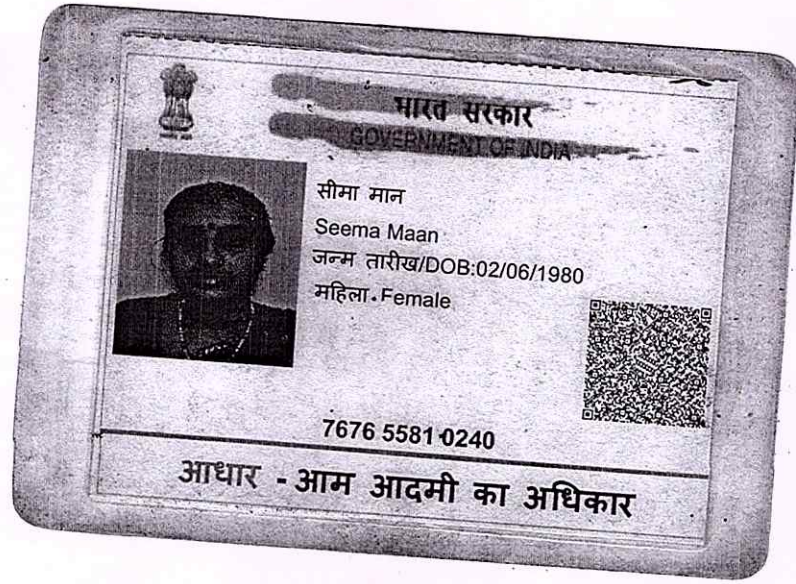 भारत सरकार
GOVERNMENT OF INDIA
सीमा मान
Seema Maan
जन्म तारीख/DOB:02/06/1980
महिला Female
7676 5581 0240
आधार - आम आदमी का अधिकार